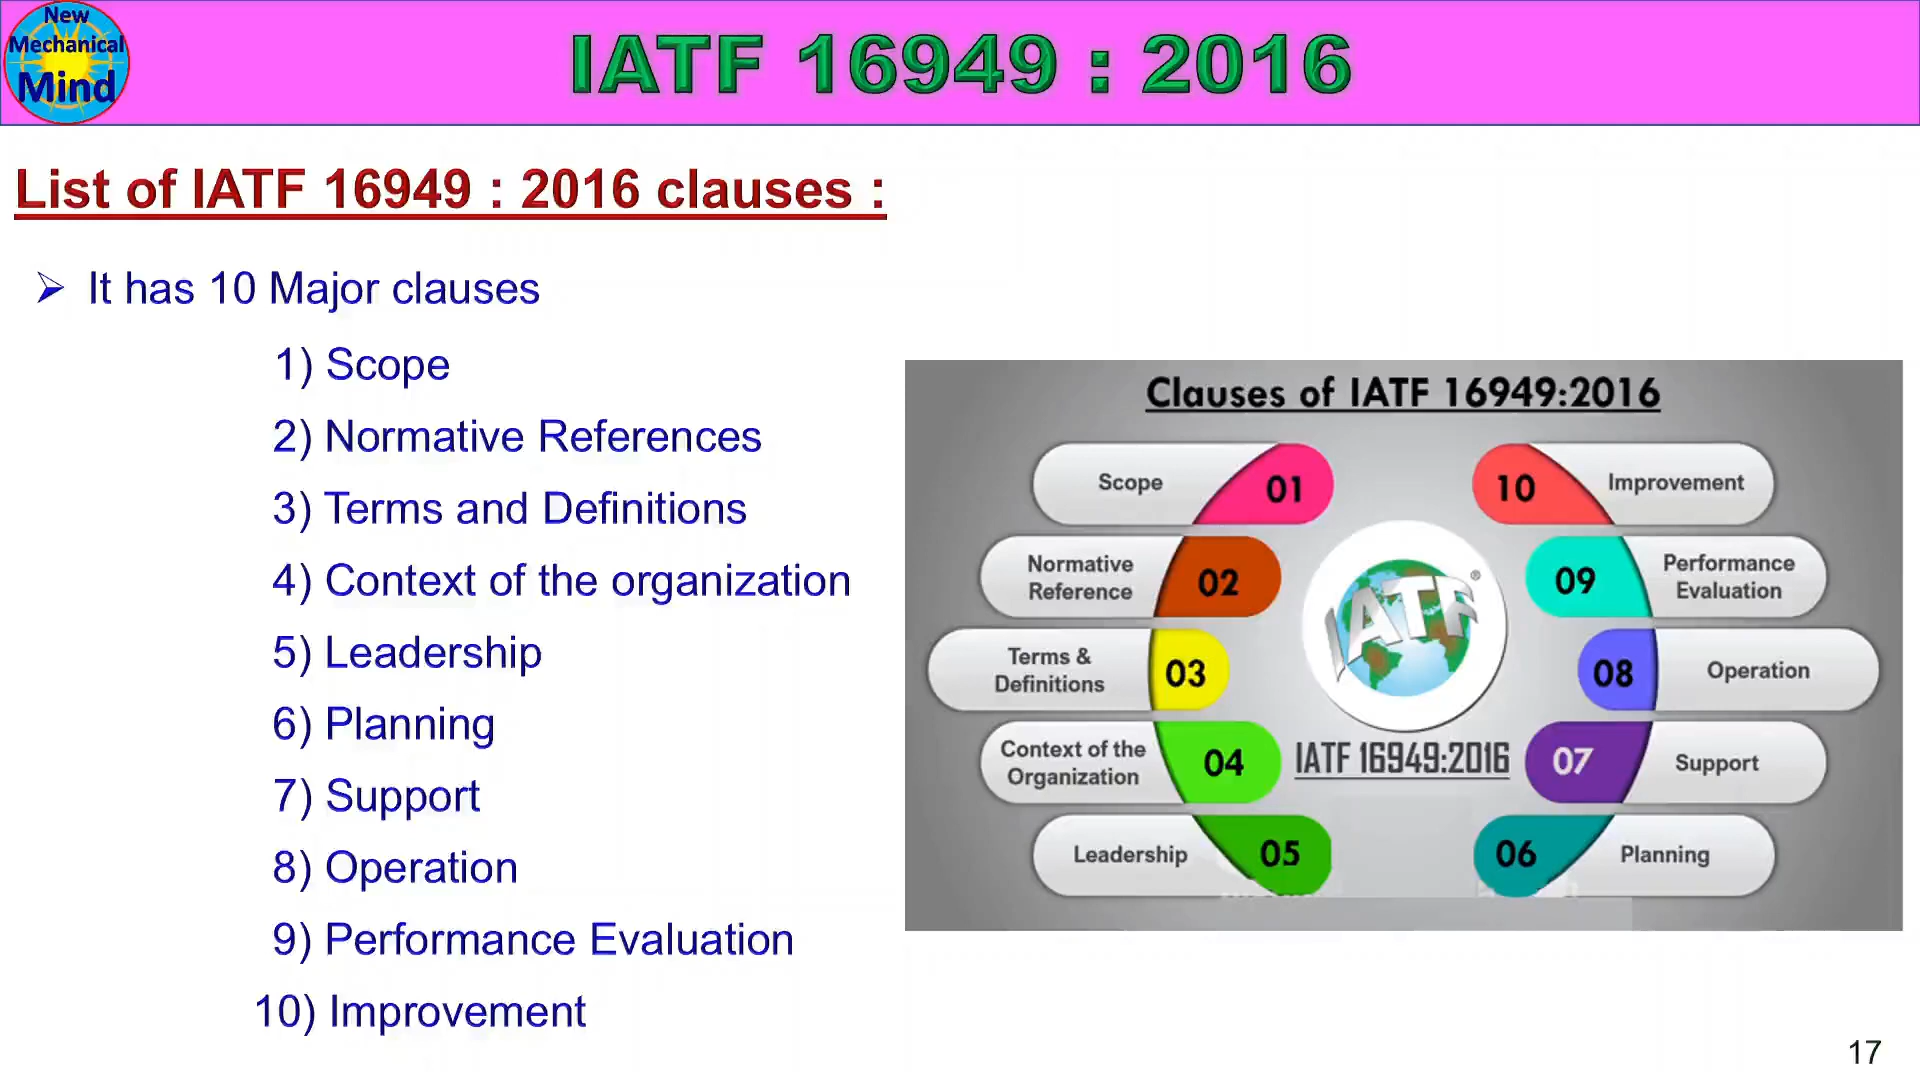 New
Mechanical
Mind
IATF 16949 : 2016
List of IATF 16949 : 2016 clauses :
➢ It has 10 Major clauses
1) Scope
2) Normative References
3) Terms and Definitions
4) Context of the organization
5) Leadership
6) Planning
7) Support
8) Operation
9) Performance Evaluation
10) Improvement
Clauses of IATF 16949:2016
Scope
01
Normative
Reference
02
Terms &
Definitions
03
Context of the
Organization
04
Leadership
05
IATF®
IATF 16949:2016
10
Improvement
09
Performance
Evaluation
08
Operation
07
Support
06
Planning
17